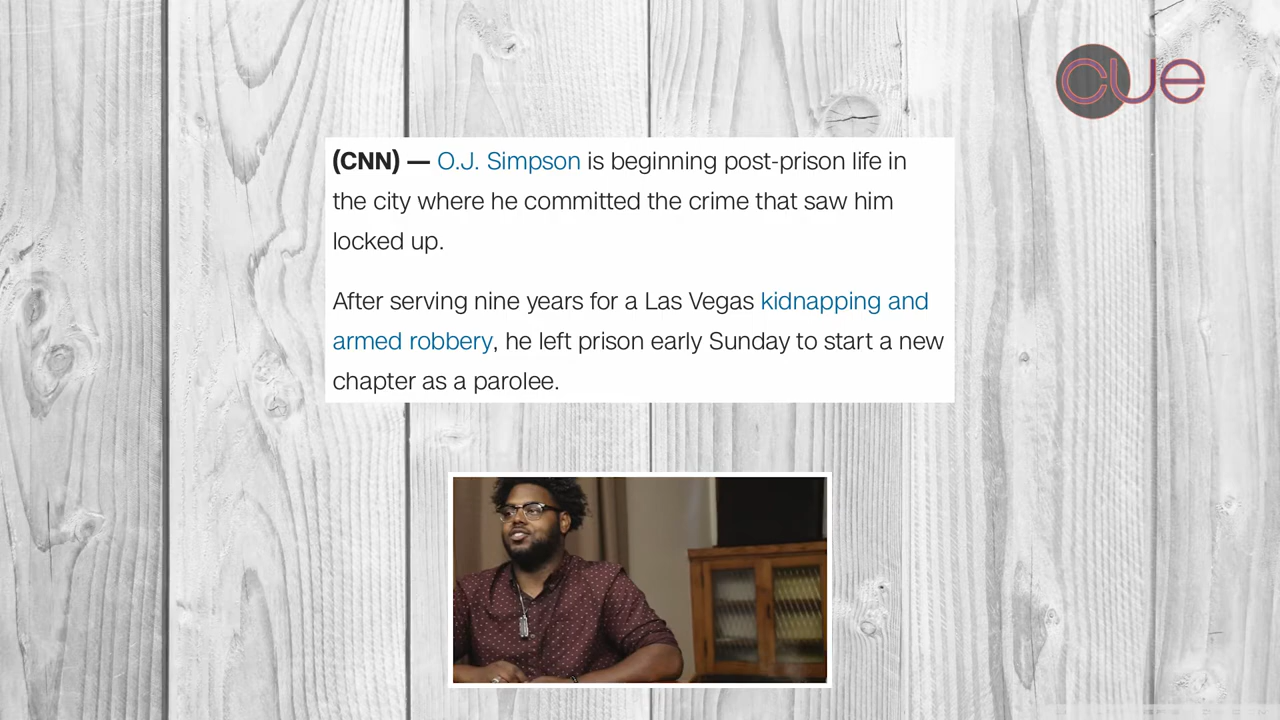 cue
(CNN) — O.J. Simpson is beginning post-prison life in
the city where he committed the crime that saw him
locked up.
After serving nine years for a Las Vegas kidnapping and
armed robbery, he left prison early Sunday to start a new
chapter as a parolee.